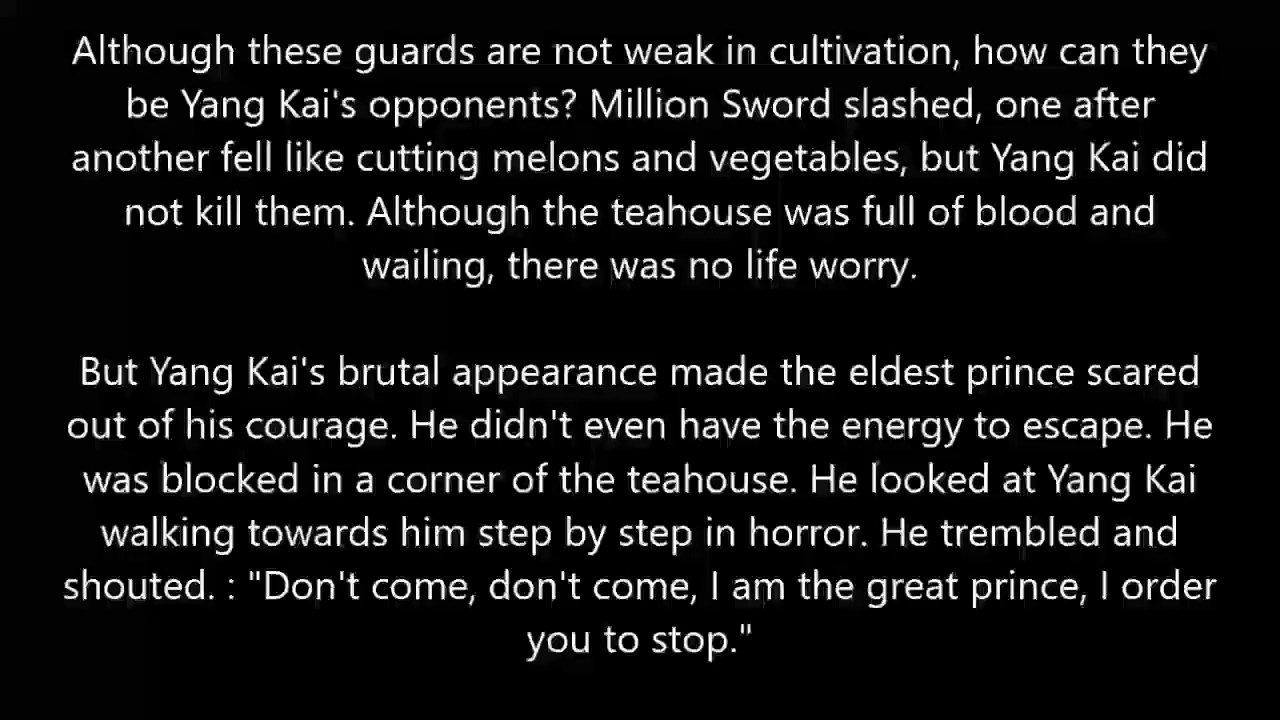 Although these guards are not weak in cultivation, how can they
be Yang Kai's opponents? Million Sword slashed, one after
another fell like cutting melons and vegetables, but Yang Kai did
not kill them. Although the teahouse was full of blood and
wailing, there was no life worry.
But Yang Kai's brutal appearance made the eldest prince scared
out of his courage. He didn't even have the energy to escape. He
was blocked in a corner of the teahouse. He looked at Yang Kai
walking towards him step by step in horror. He trembled and
shouted. : "Don't come, don't come, I am the great prince, I order
you to stop."